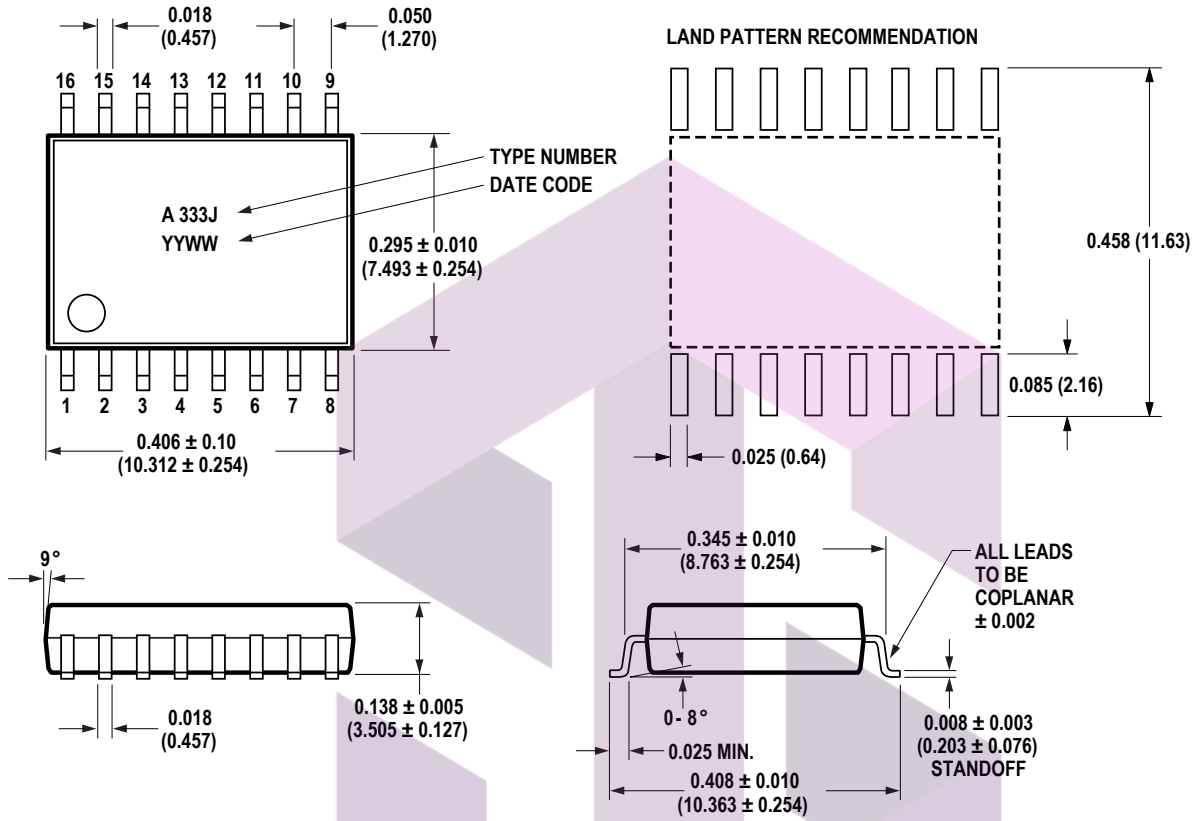 0.018
(0.457)
0.050
(1.270)
LAND PATTERN RECOMMENDATION
16 15 14 13 12 11 10 9
TYPE NUMBER
DATE CODE
A 333J
YYWW
0.295 ± 0.010
(7.493 ± 0.254)
0.458 (11.63)
0.085 (2.16)
1 2 3 4 5 6 7 8
0.406 ± 0.10
(10.312 ± 0.254)
0.025 (0.64)
9°
0.345 ± 0.010
(8.763 ± 0.254)
ALL LEADS
TO BE
COPLANAR
± 0.002
0.018
(0.457)
0.138 ± 0.005
(3.505 ± 0.127)
0 - 8°
0.025 MIN.
0.408 ± 0.010
(10.363 ± 0.254)
0.008 ± 0.003
(0.203 ± 0.076)
STANDOFF